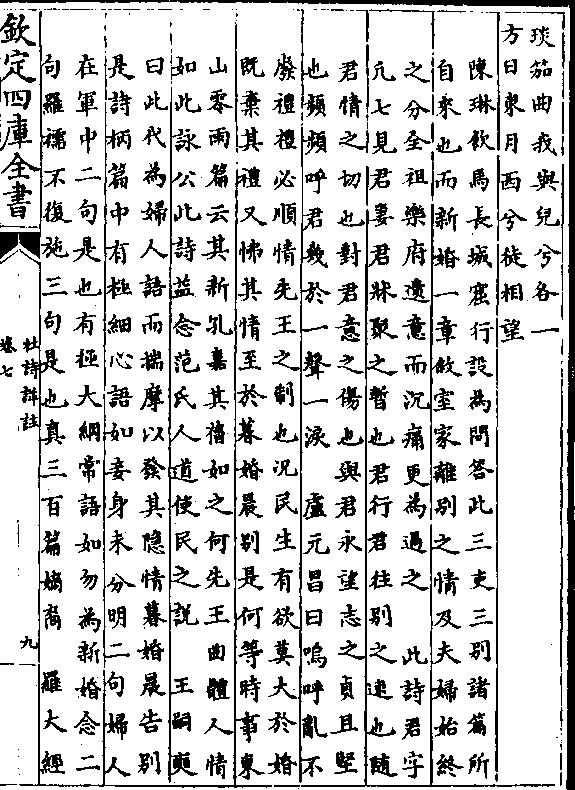 琰笳曲我與兒兮各一
方日東月西兮徒相望
陳琳飲馬長城窟行設為問答此三吏三別諸篇所
自來也而新婚一章敘室家離別之情及夫婦始終
之分全祖樂府遺意而沉痛更為過之　此詩君字
凢七見君妻君牀聚之暫也君行君往别之速也隨
君情之切也對君意之傷也與君永望志之貞且堅
也頻頻呼君幾於一聲一淚　盧元昌曰嗚呼亂不
廢禮禮必順情先王之制也况民生有欲莫大於婚
既棄其禮又怫其情至於暮婚晨别是何等時事東
山零雨篇云其新孔嘉其舊如之何先王曲體人情
如此詠公此詩益念范氏人道使民之説　王嗣奭
曰此代為婦人語而揣摩以發其隐情暮婚晨告别
是詩柄篇中有極細心語如妾身未分明二句婦人
在軍中二句是也有極大綱常語如勿為新婚念二
句羅襦不復施三句是也真三百篇嫡裔　羅大經
欽定四庫全書
杜詩詳註
卷七
九